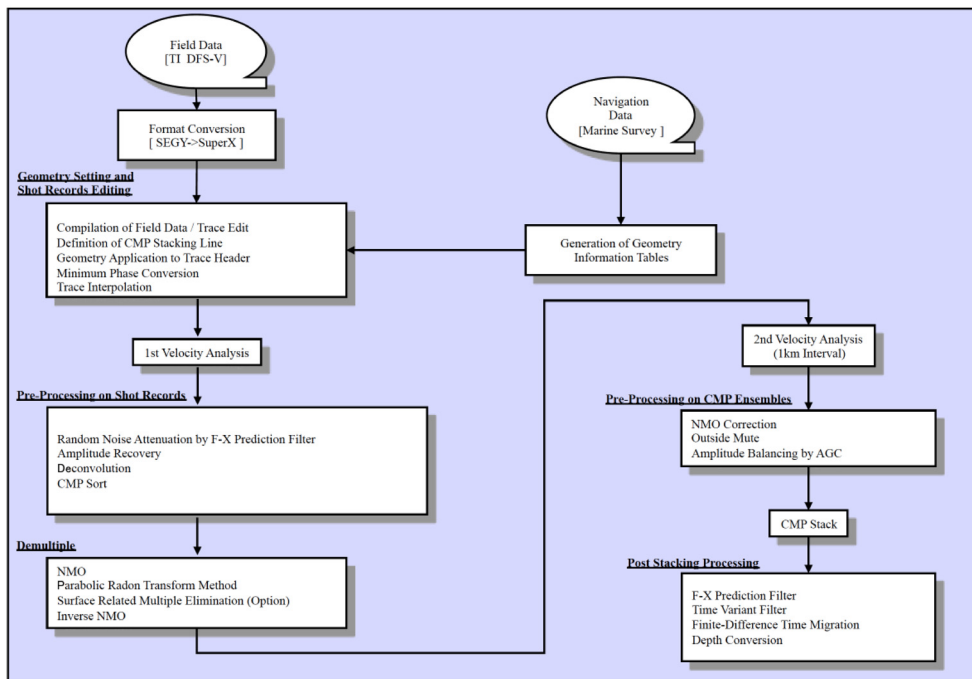 Field Data
[TI DFS-V]
Format Conversion
[ SEGY->SuperX ]
Navigation
Data
[Marine Survey ]
Geometry Setting and
Shot Records Editing
Compilation of Field Data / Trace Edit
Definition of CMP Stacking Line
Geometry Application to Trace Header
Minimum Phase Conversion
Trace Interpolation
Generation of Geometry
Information Tables
1st Velocity Analysis
Pre-Processing on Shot Records
Random Noise Attenuation by F-X Prediction Filter
Amplitude Recovery
Deconvolution
CMP Sort
Demultiple
NMO
Parabolic Radon Transform Method
Surface Related Multiple Elimination (Option)
Inverse NMO
2nd Velocity Analysis
(1km Interval)
Pre-Processing on CMP Ensembles
NMO Correction
Outside Mute
Amplitude Balancing by AGC
CMP Stack
Post Stacking Processing
F-X Prediction Filter
Time Variant Filter
Finite-Difference Time Migration
Depth Conversion